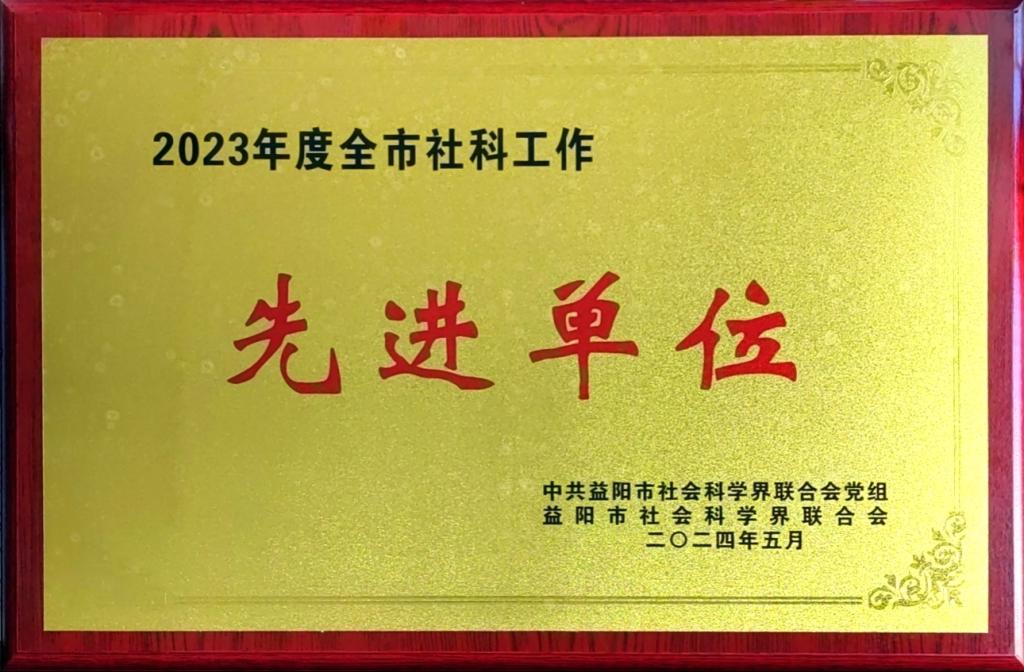 2023年度全市社科工作
先进单位
中共益阳市社会科学界联合会党组
益阳市社会科学界联合会
二〇二四年五月